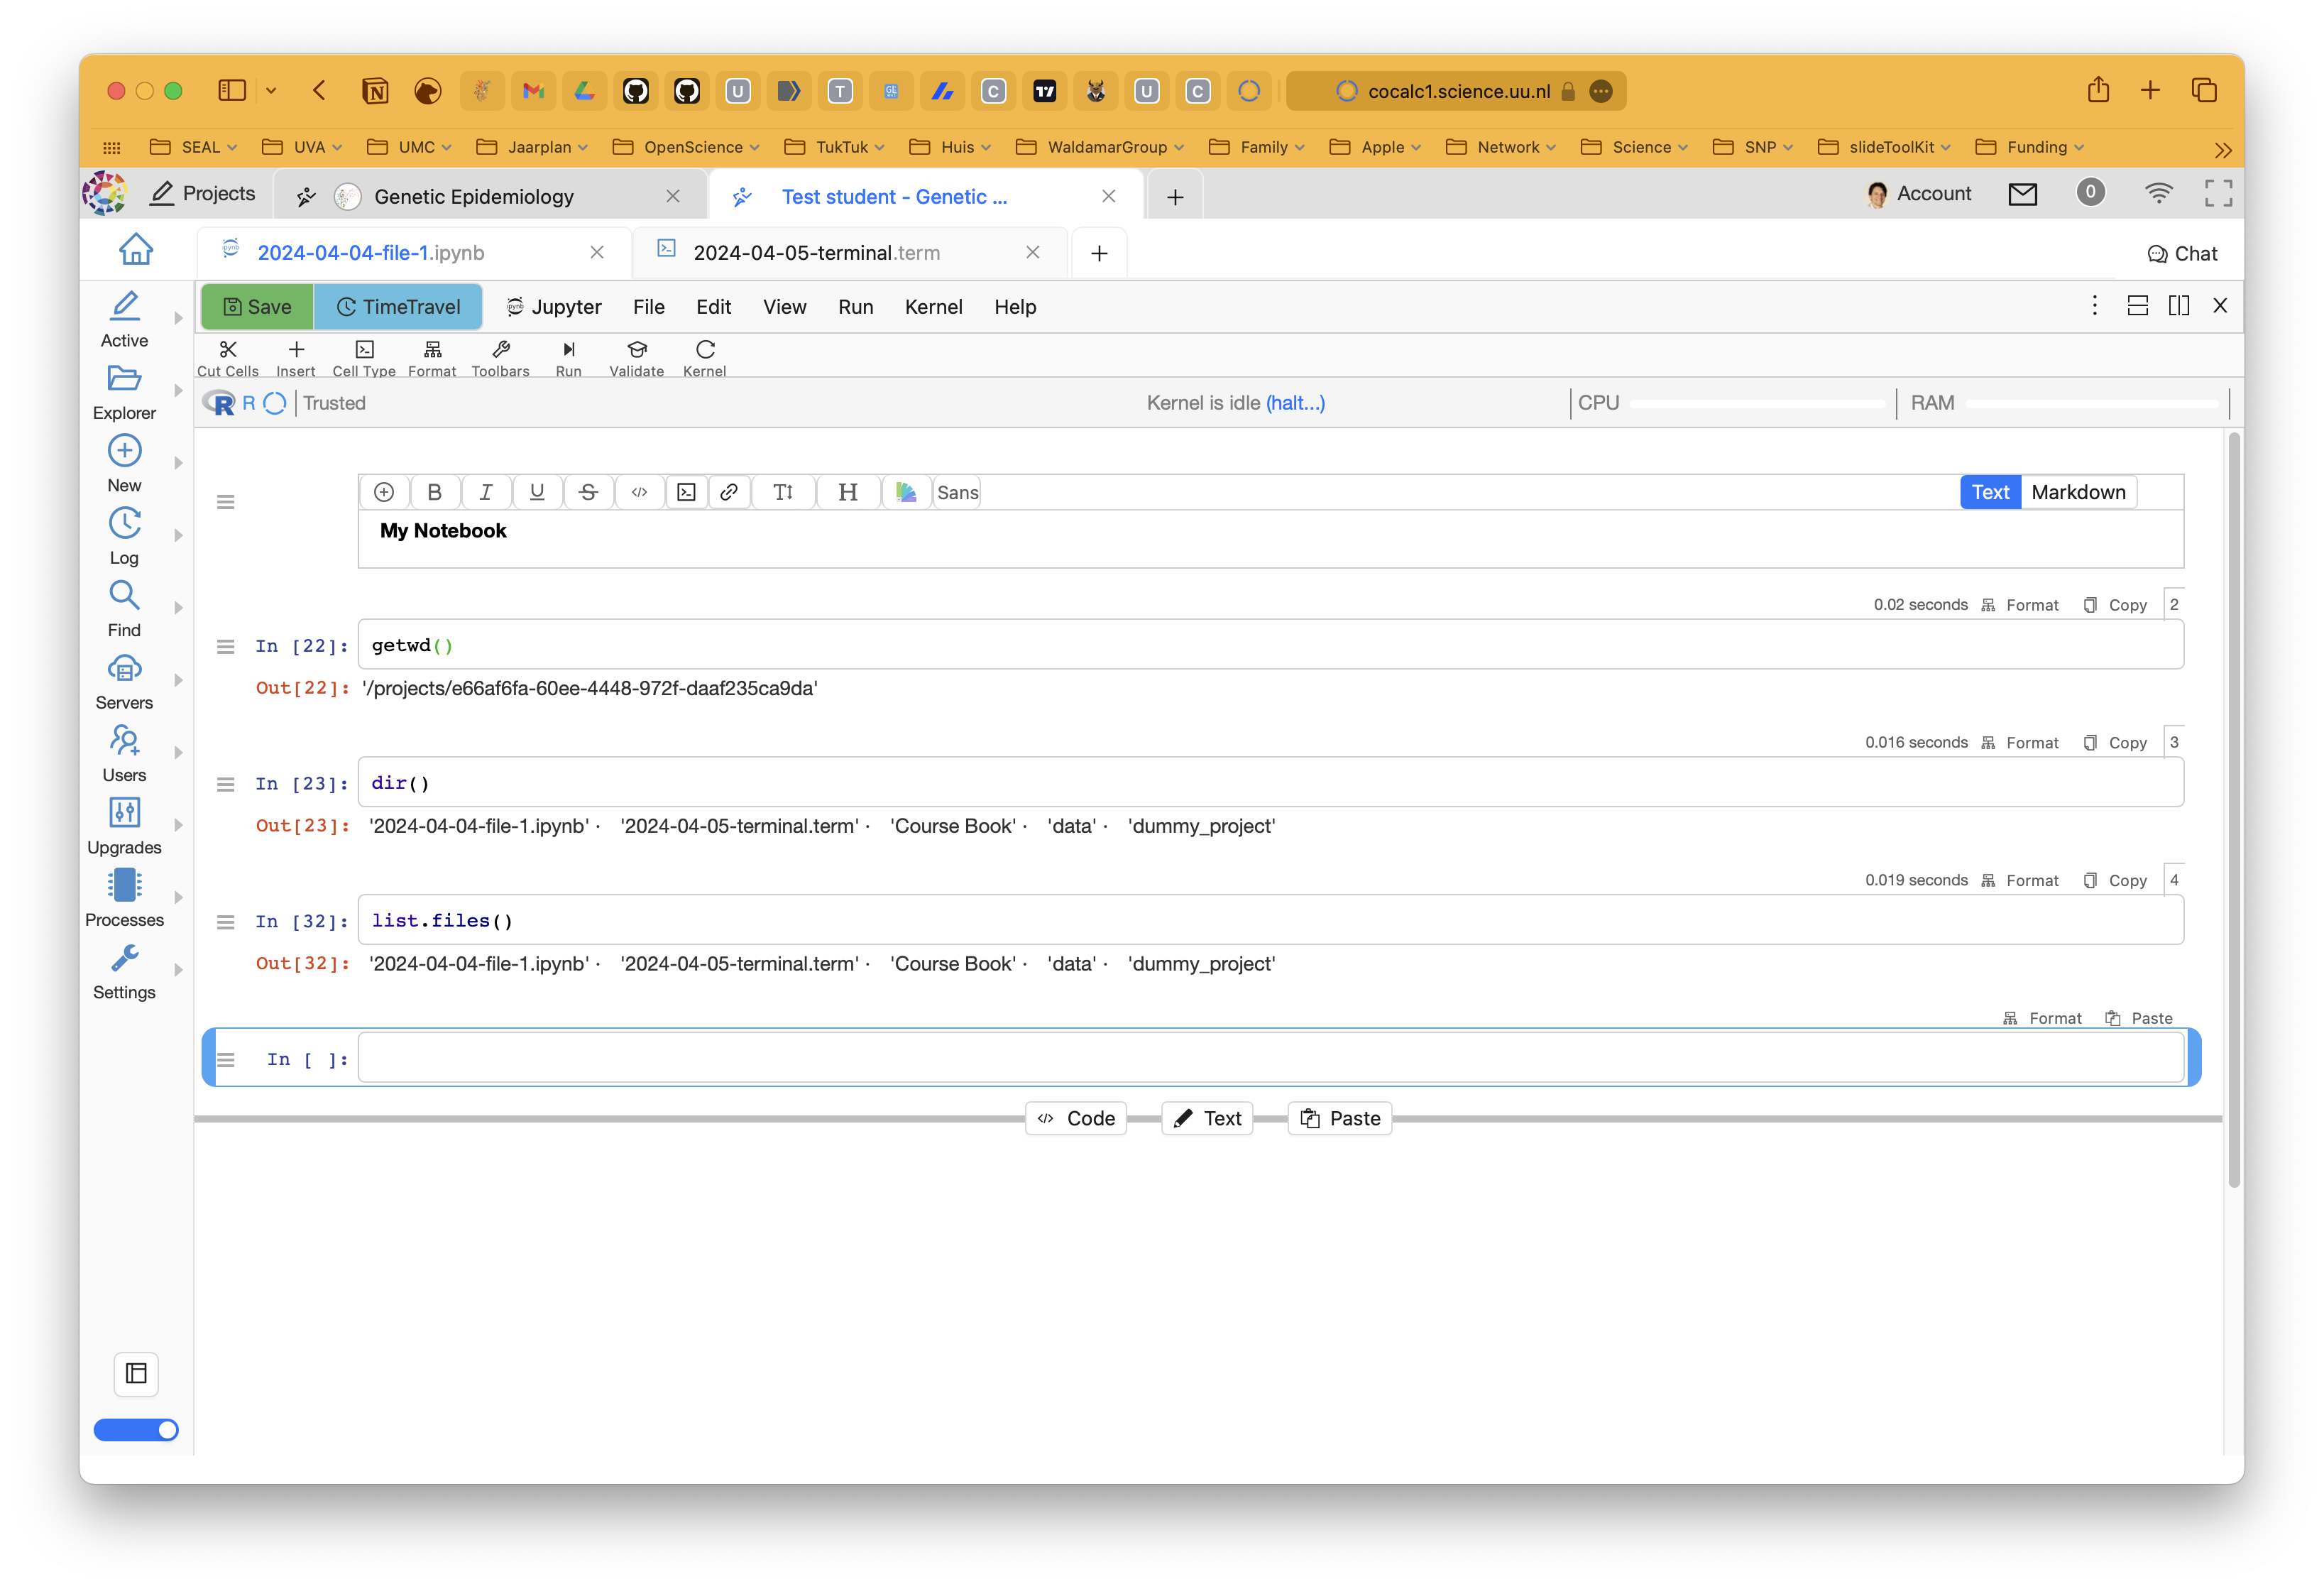 cocalc1.science.uu.nl
SEAL UVA UMC Jaarplan OpenScience TukTuk Huis WaldamarGroup Family Apple Network Science SNP slideToolKit Funding
Projects Genetic Epidemiology Test student - Genetic ... Account 0
2024-04-04-file-1.ipynb 2024-04-05-terminal.term Chat
Save TimeTravel Jupyter File Edit View Run Kernel Help
Cut Cells Insert Cell Type Format Toolbars Run Validate Kernel
R R Trusted Kernel is idle (halt...) CPU RAM
Active
Explorer
New
Log
Find
Servers
Users
Upgrades
Processes
Settings
B I U S </> T H Sans Text Markdown
My Notebook
0.02 seconds Format Copy 2
In [22]: getwd()
Out[22]: '/projects/e66af6fa-60ee-4448-972f-daaf235ca9da'
0.016 seconds Format Copy 3
In [23]: dir()
Out[23]: '2024-04-04-file-1.ipynb' · '2024-04-05-terminal.term' · 'Course Book' · 'data' · 'dummy_project'
0.019 seconds Format Copy 4
In [32]: list.files()
Out[32]: '2024-04-04-file-1.ipynb' · '2024-04-05-terminal.term' · 'Course Book' · 'data' · 'dummy_project'
Format Paste
In [ ]:
</> Code Text Paste